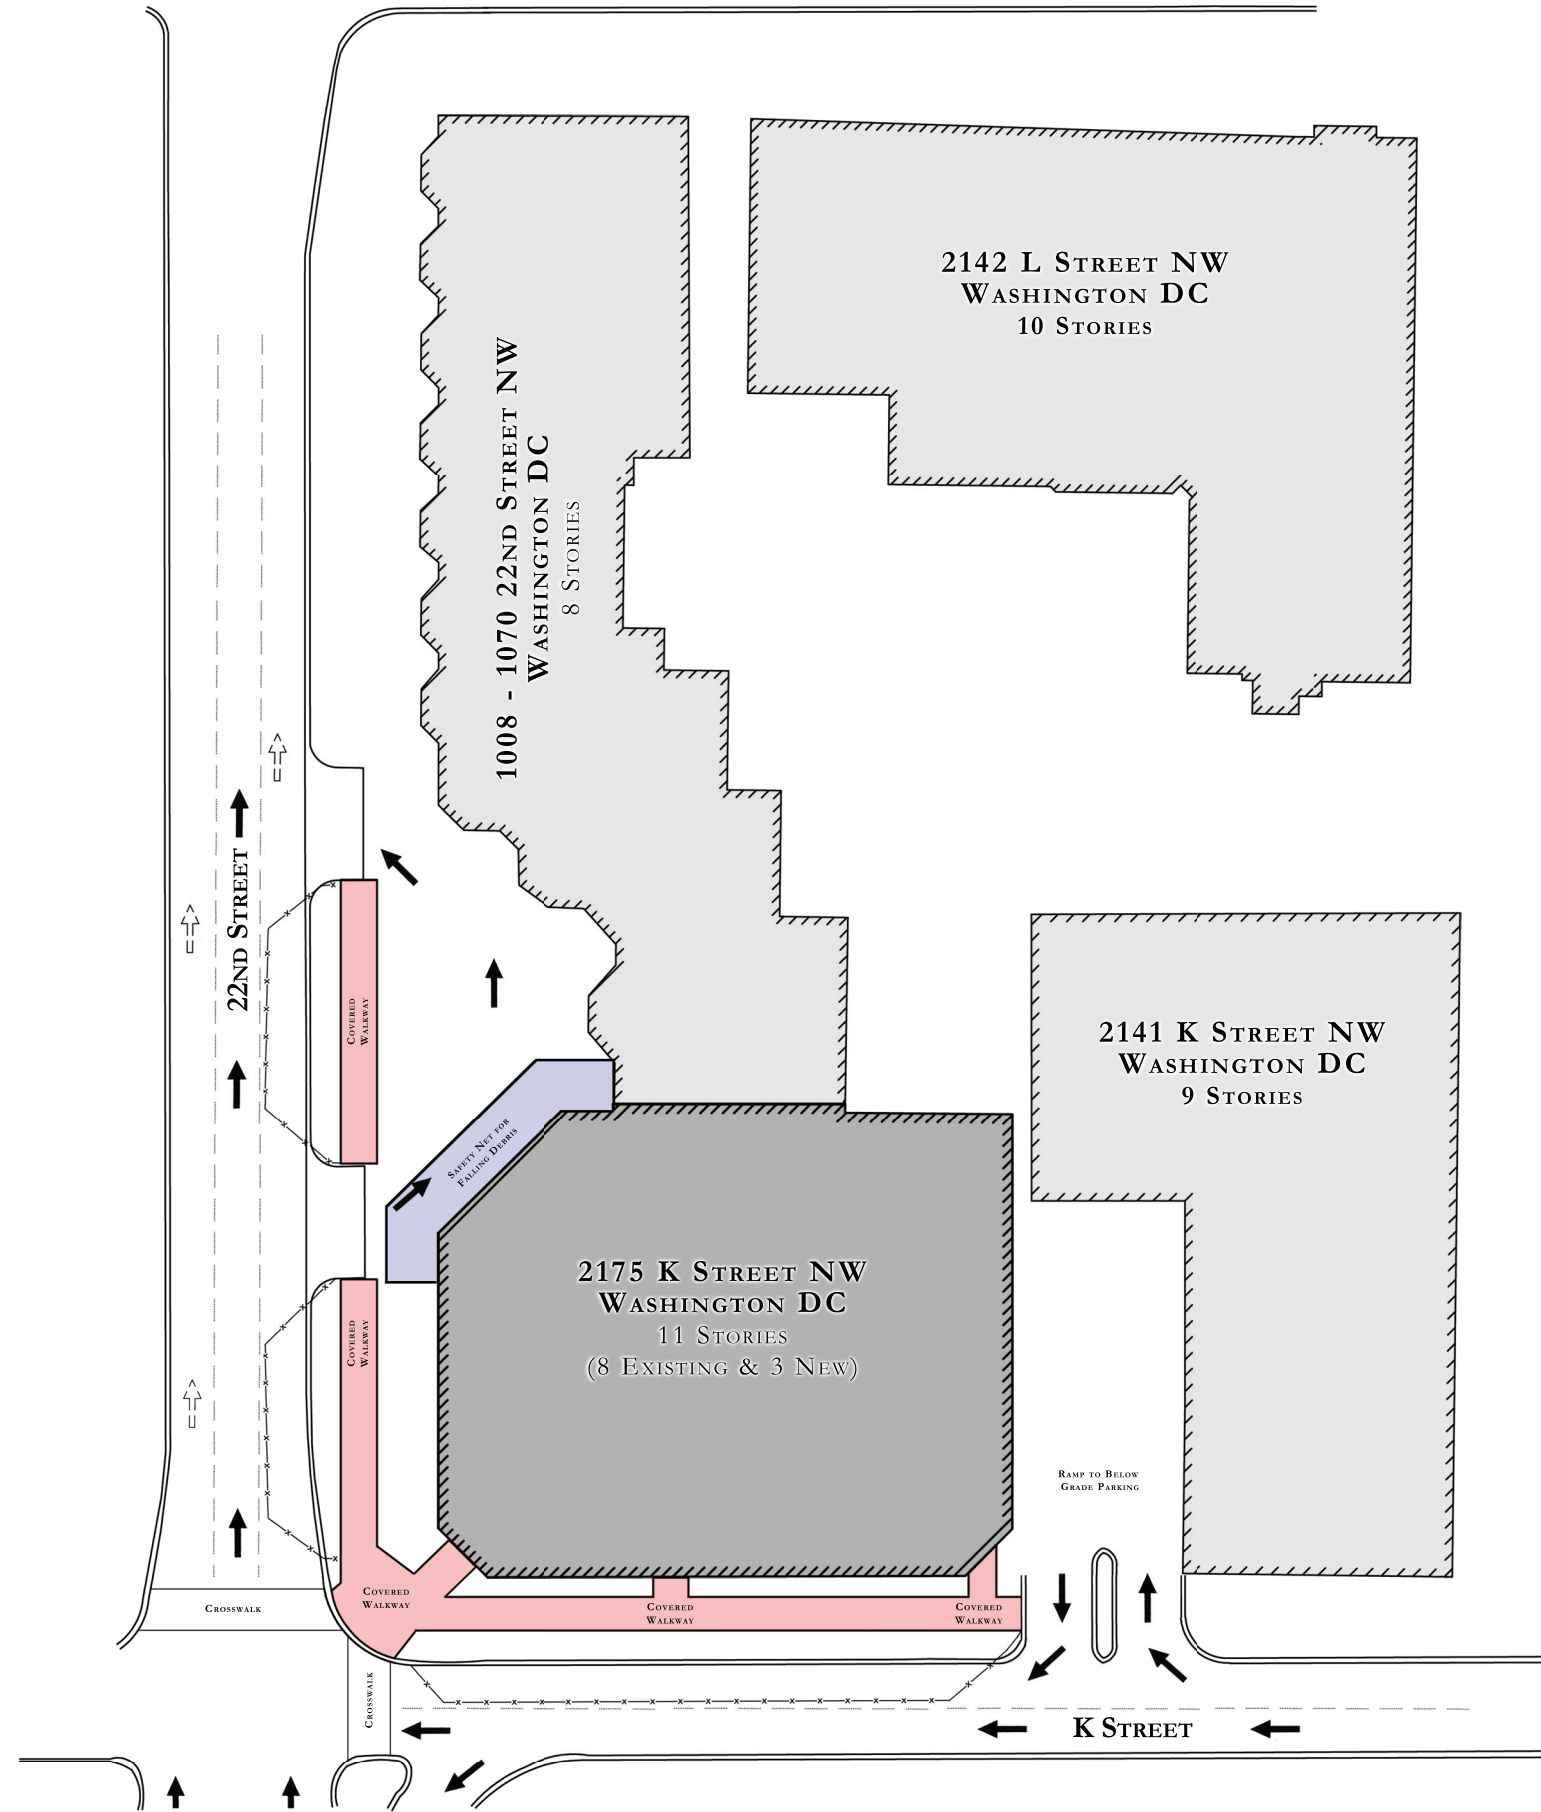 2142 L Street NW
Washington DC
10 Stories
1008 - 1070 22nd Street NW
Washington DC
8 Stories
22nd Street
Covered
Walkway
2141 K Street NW
Washington DC
9 Stories
Safety Net for
Falling Debris
2175 K Street NW
Washington DC
11 Stories
(8 Existing & 3 New)
Covered
Walkway
Ramp to Below
Grade Parking
Crosswalk
Covered
Walkway
Covered
Walkway
Covered
Walkway
Crosswalk
K Street